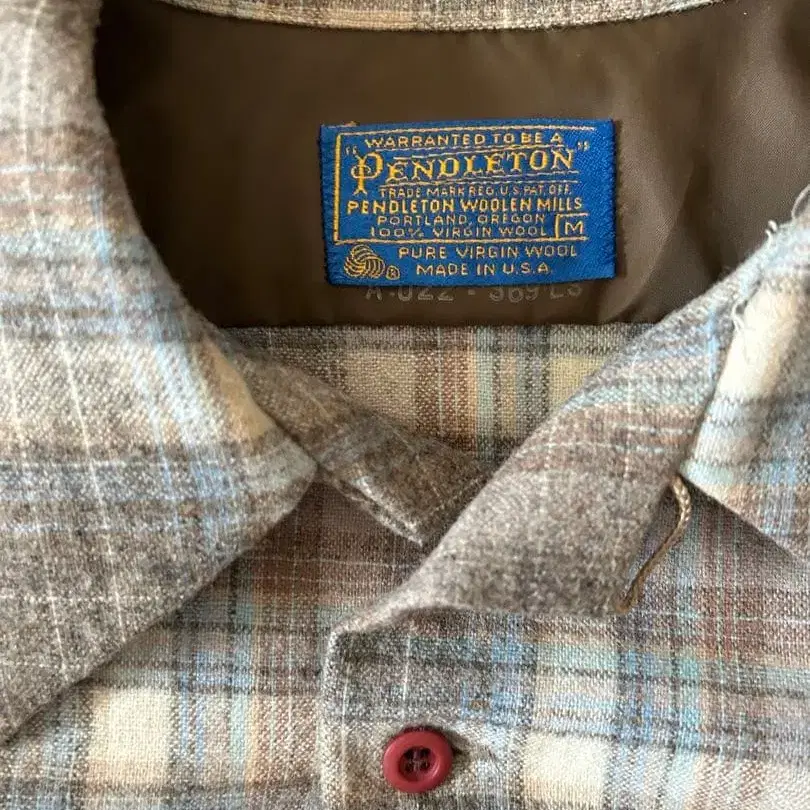 WARRANTED TO BE A
"PENDLETON"
TRADE MARK REG. U.S. PAT. OFF.
PENDLETON WOOLEN MILLS
PORTLAND, OREGON
100% VIRGIN WOOL M
PURE VIRGIN WOOL
® MADE IN U.S.A.